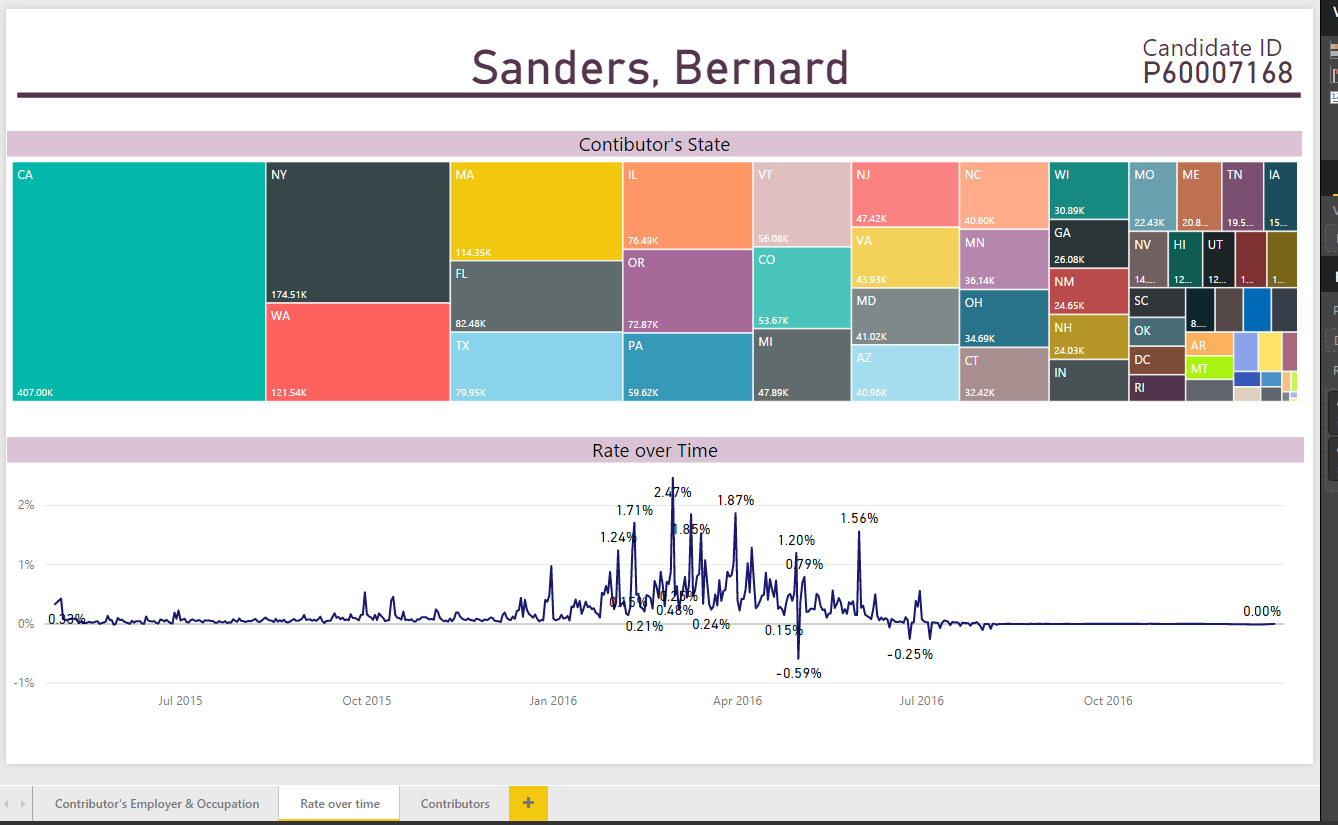 Sanders, Bernard
Candidate ID
P60007168
Contibutor's State
CA
407.00K
NY
174.51K
WA
121.54K
MA
114.35K
FL
82.48K
TX
79.95K
IL
76.49K
OR
72.87K
PA
59.62K
VT
56.08K
CO
53.67K
MI
47.89K
NJ
47.42K
VA
43.93K
MD
41.02K
AZ
40.96K
NC
40.60K
MN
36.14K
OH
34.69K
CT
32.42K
WI
30.89K
GA
26.08K
NM
24.65K
NH
24.03K
IN
MO
22.43K
ME
20.8...
TN
19.5...
IA
15...
NV
14....
HI
12...
UT
12...
1...
1...
SC
8....
OK
DC
RI
AR
MT
Rate over Time
2%
1%
0%
-1%
0.33%
1.24%
1.71%
0.15%
0.21%
2.47%
0.25%
0.48%
1.85%
0.24%
1.87%
0.15%
1.20%
0.79%
-0.59%
1.56%
-0.25%
0.00%
Jul 2015
Oct 2015
Jan 2016
Apr 2016
Jul 2016
Oct 2016
Contributor's Employer & Occupation
Rate over time
Contributors
+